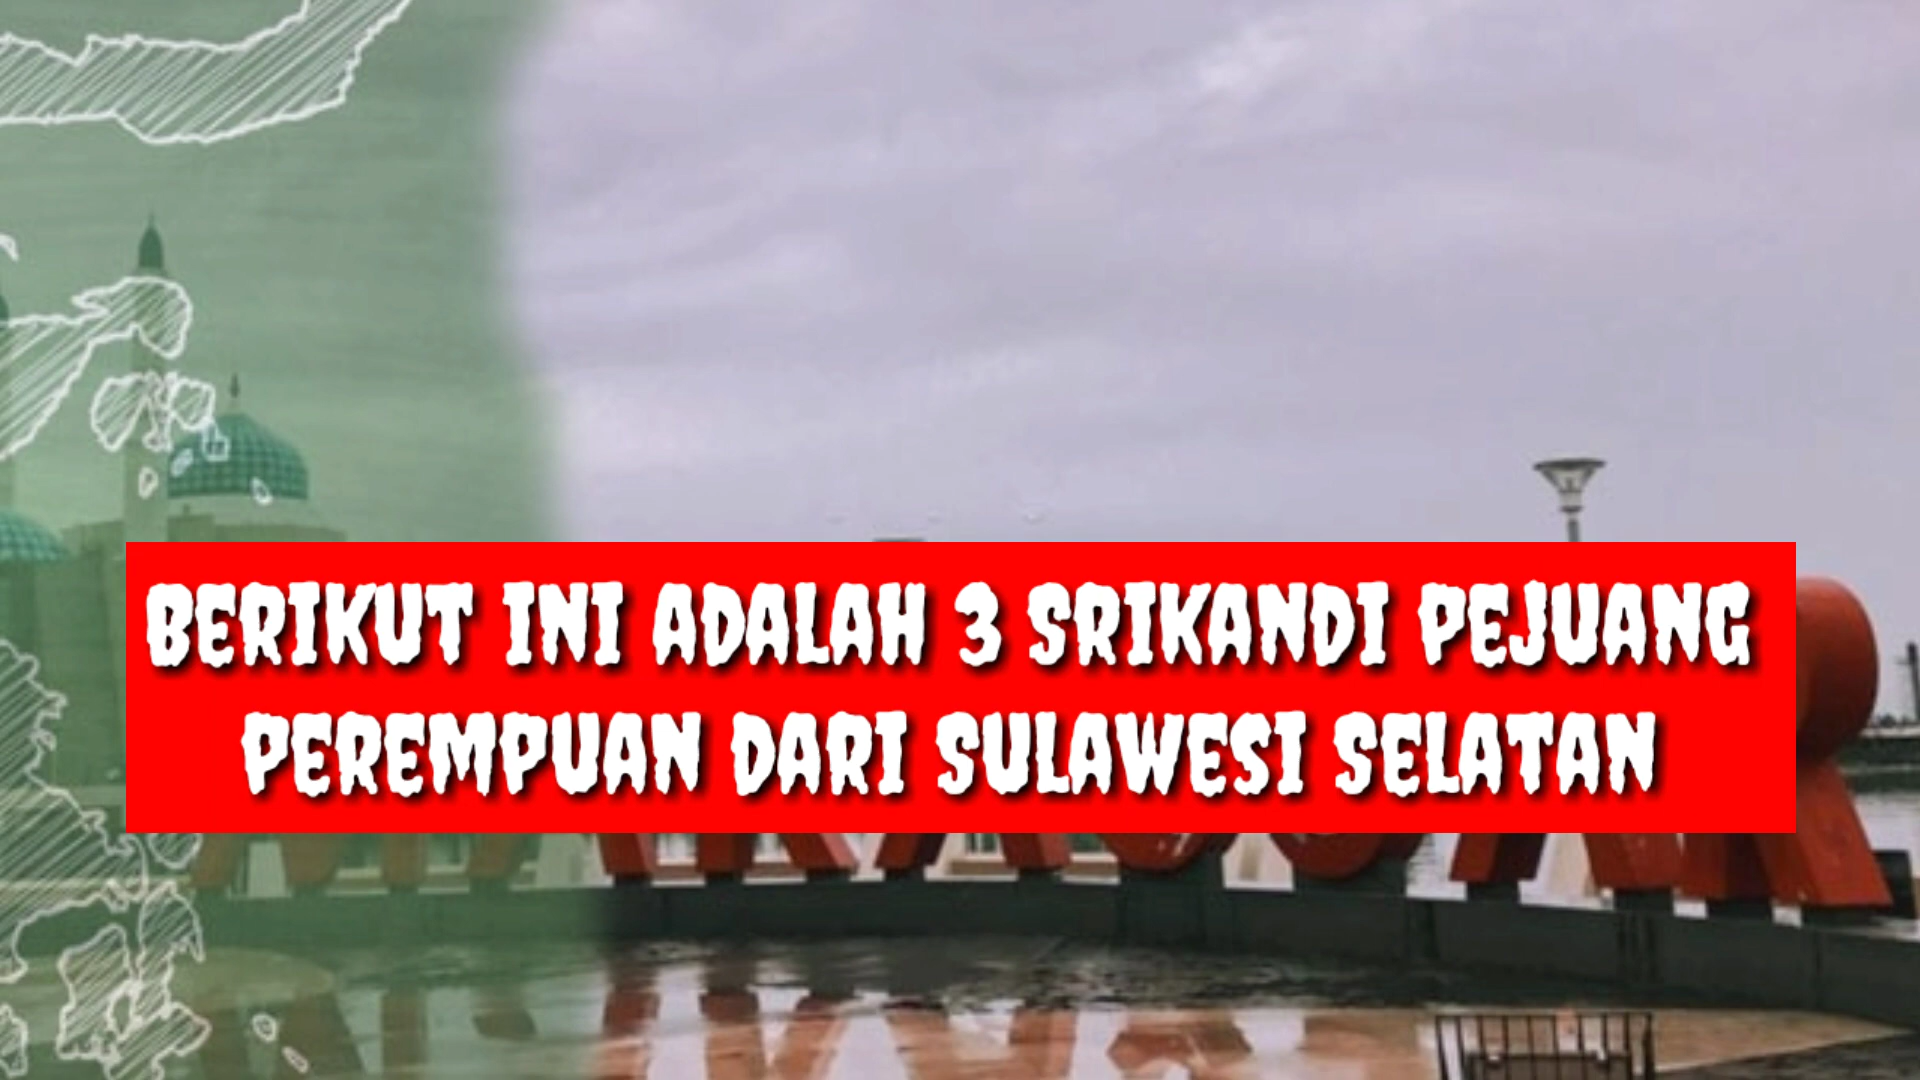 BERIKUT INI ADALAH 3 SRIKANDI PEJUANG
PEREMPUAN DARI SULAWESI SELATAN